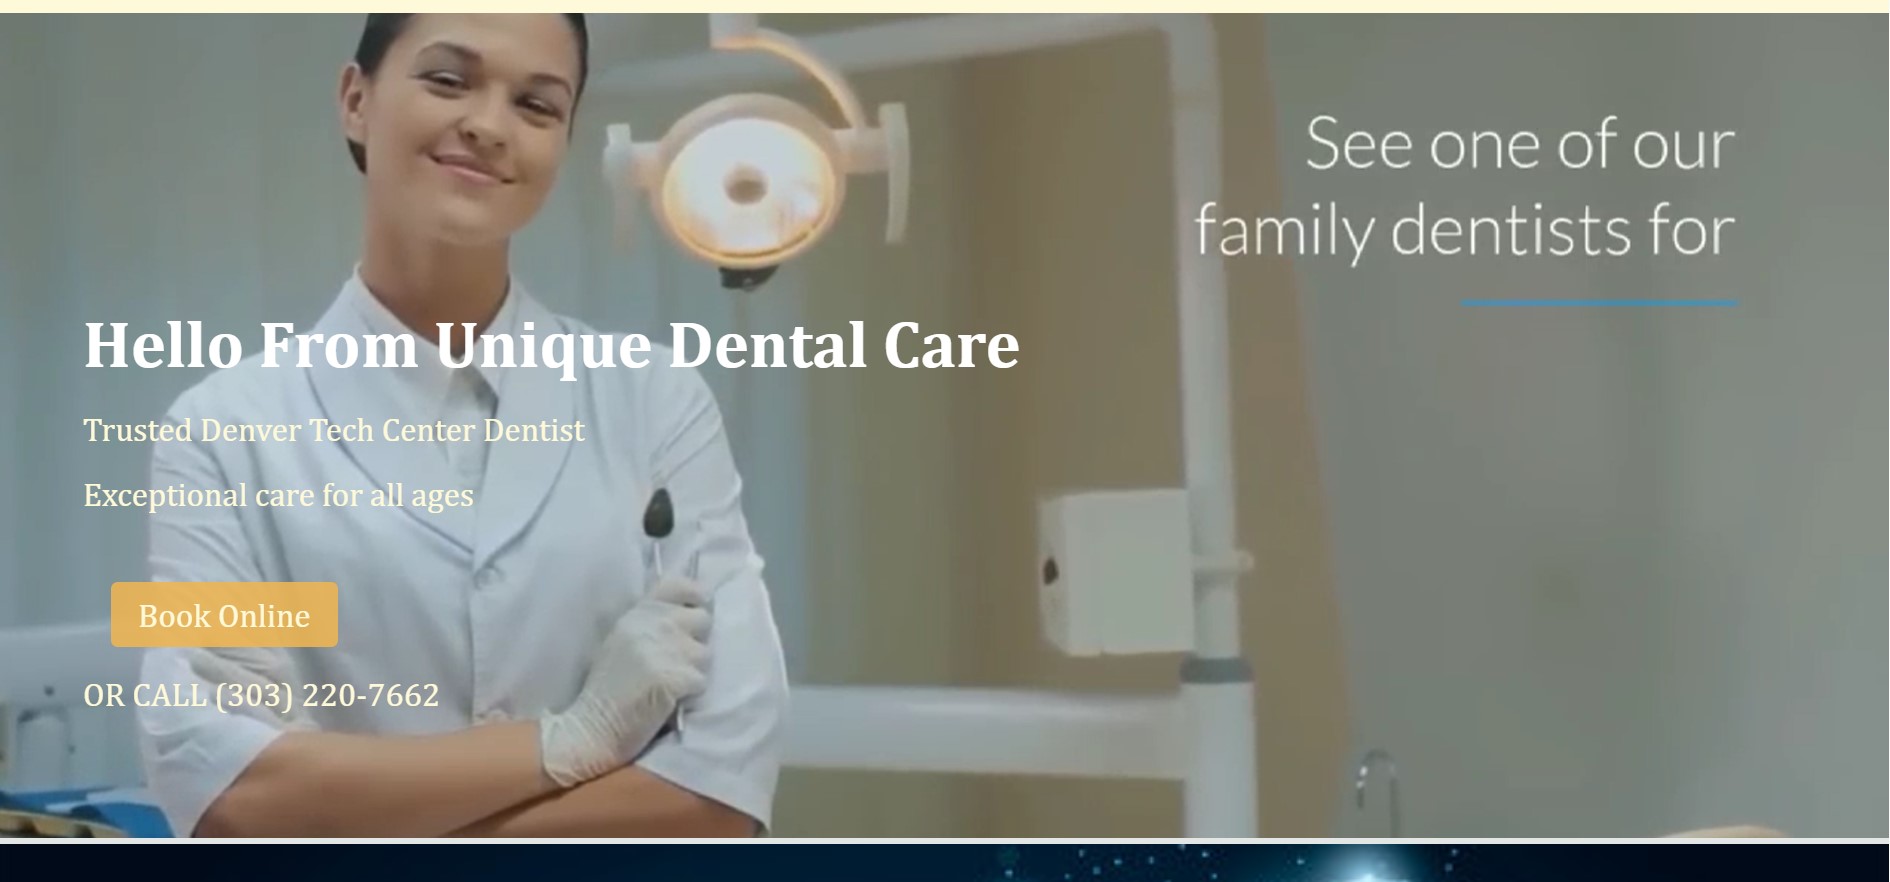 See one of our
family dentists for
Hello From Unique Dental Care
Trusted Denver Tech Center Dentist
Exceptional care for all ages
Book Online
OR CALL (303) 220-7662